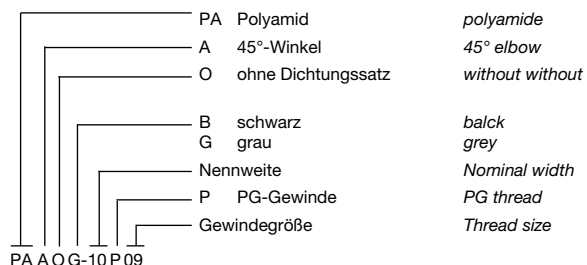 PA Polyamid polyamide
A 45°-Winkel 45° elbow
O ohne Dichtungssatz without without
B schwarz balck
G grau grey
Nennweite Nominal width
P PG-Gewinde PG thread
Gewindegröße Thread size
PA A O G-10 P 09